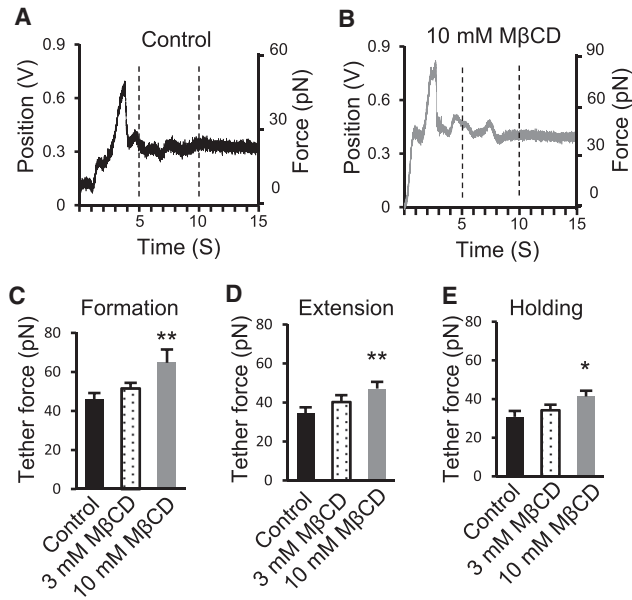 A
Control
Position (V)
0.9
0.6
0.3
0
Force (pN)
60
30
0
5
10
15
Time (S)
B
10 mM MβCD
Position (V)
0.9
0.6
0.3
0
Force (pN)
90
60
30
0
5
10
15
Time (S)
C
Formation
Tether force (pN)
80
60
40
20
0
**
Control
3 mM MβCD
10 mM MβCD
D
Extension
Tether force (pN)
80
60
40
20
0
**
Control
3 mM MβCD
10 mM MβCD
E
Holding
Tether force (pN)
80
60
40
20
0
*
Control
3 mM MβCD
10 mM MβCD